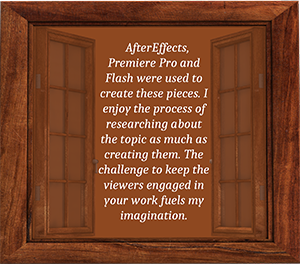 AfterEffects,
Premiere Pro and
Flash were used to
create these pieces. I
enjoy the process of
researching about
the topic as much as
creating them. The
challenge to keep the
viewers engaged in
your work fuels my
imagination.